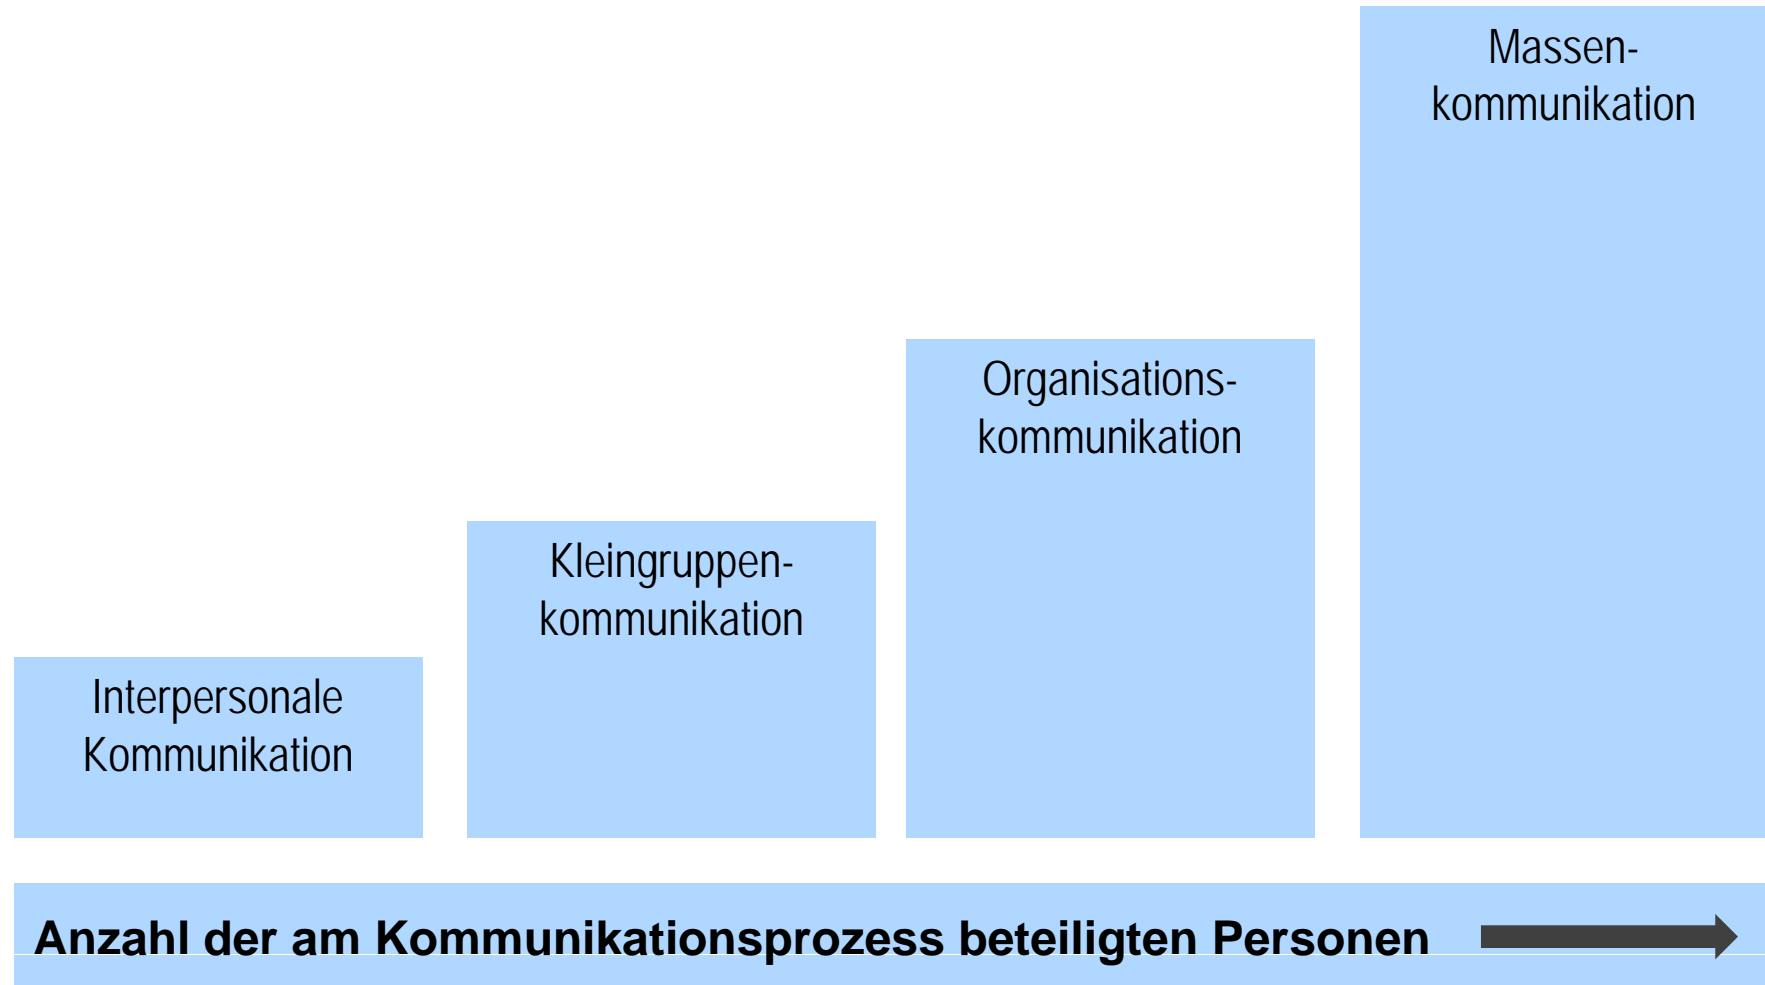 Massen-
kommunikation
Organisations-
kommunikation
Kleingruppen-
kommunikation
Interpersonale
Kommunikation
Anzahl der am Kommunikationsprozess beteiligten Personen